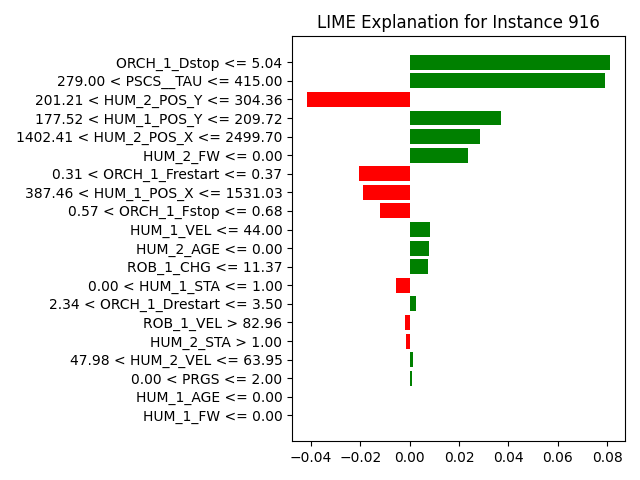 LIME Explanation for Instance 916
ORCH_1_Dstop <= 5.04
279.00 < PSCS__TAU <= 415.00
201.21 < HUM_2_POS_Y <= 304.36
177.52 < HUM_1_POS_Y <= 209.72
1402.41 < HUM_2_POS_X <= 2499.70
HUM_2_FW <= 0.00
0.31 < ORCH_1_Frestart <= 0.37
387.46 < HUM_1_POS_X <= 1531.03
0.57 < ORCH_1_Fstop <= 0.68
HUM_1_VEL <= 44.00
HUM_2_AGE <= 0.00
ROB_1_CHG <= 11.37
0.00 < HUM_1_STA <= 1.00
2.34 < ORCH_1_Drestart <= 3.50
ROB_1_VEL > 82.96
HUM_2_STA > 1.00
47.98 < HUM_2_VEL <= 63.95
0.00 < PRGS <= 2.00
HUM_1_AGE <= 0.00
HUM_1_FW <= 0.00
−0.04 −0.02 0.00 0.02 0.04 0.06 0.08